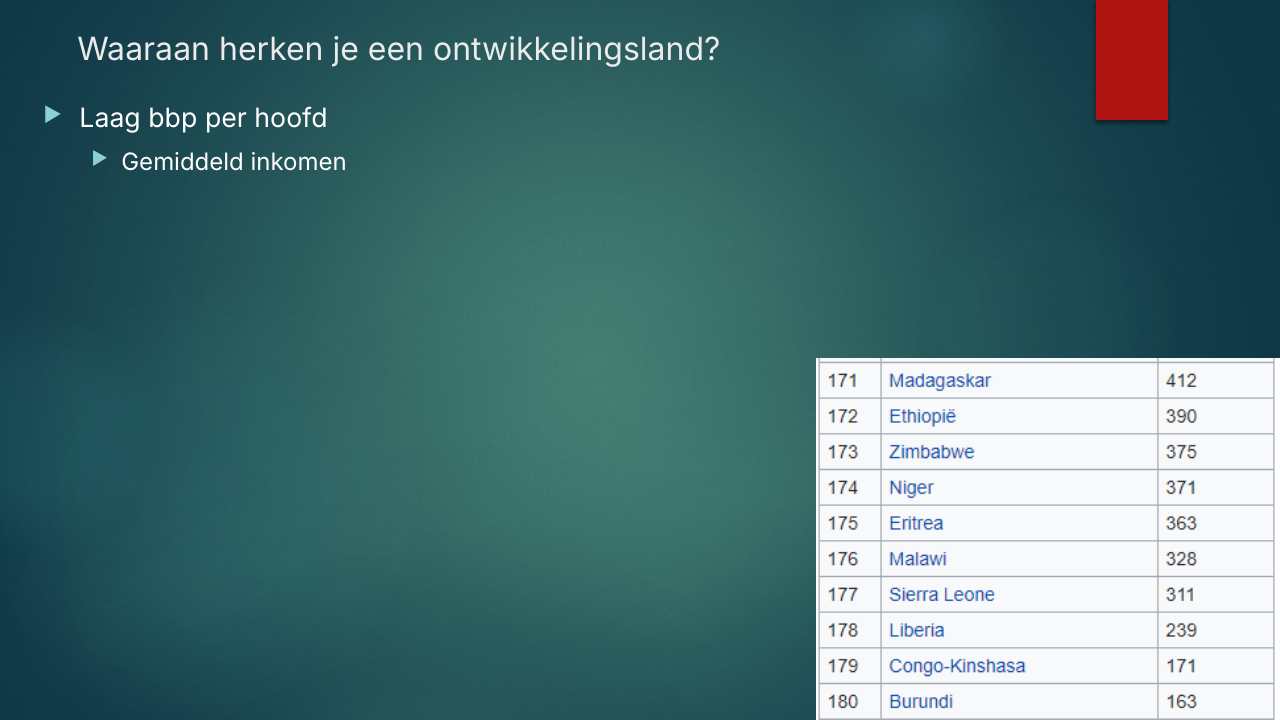 Waaraan herken je een ontwikkelingsland?
Laag bbp per hoofd
Gemiddeld inkomen
171 Madagaskar 412
172 Ethiopië 390
173 Zimbabwe 375
174 Niger 371
175 Eritrea 363
176 Malawi 328
177 Sierra Leone 311
178 Liberia 239
179 Congo-Kinshasa 171
180 Burundi 163